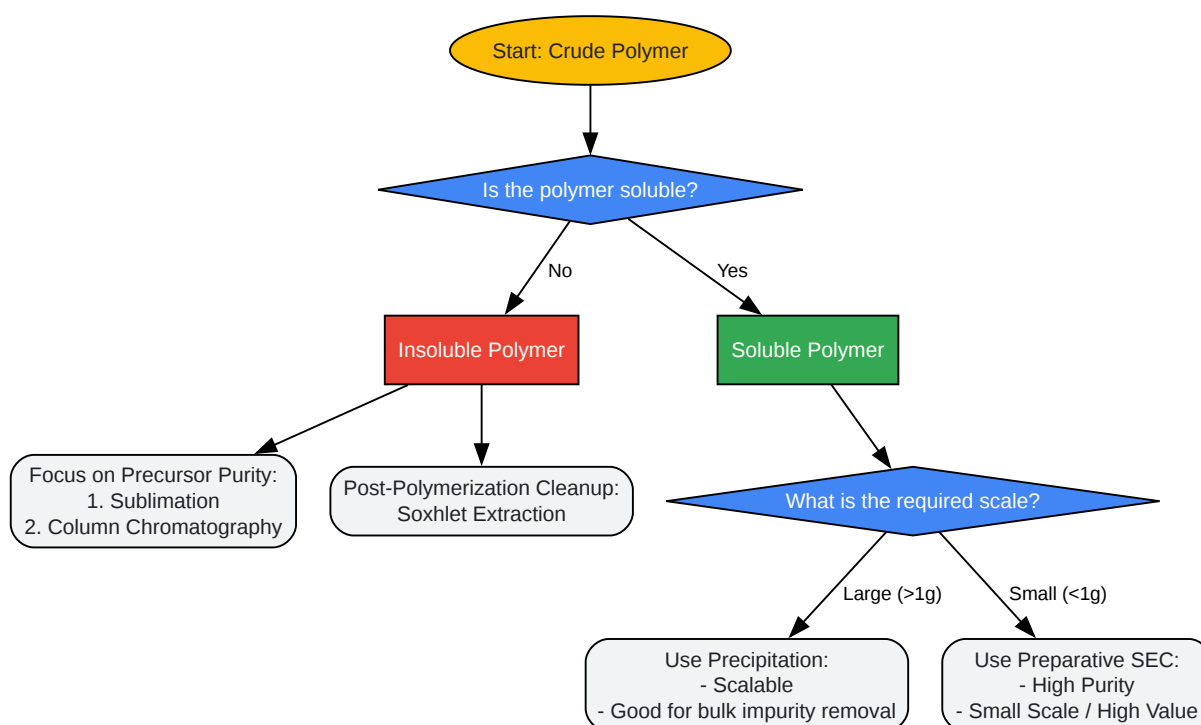 Start: Crude Polymer
Is the polymer soluble?
No
Yes
Insoluble Polymer
Soluble Polymer
Focus on Precursor Purity:
1. Sublimation
2. Column Chromatography
Post-Polymerization Cleanup:
Soxhlet Extraction
What is the required scale?
Large (>1g)
Small (<1g)
Use Precipitation:
- Scalable
- Good for bulk impurity removal
Use Preparative SEC:
- High Purity
- Small Scale / High Value